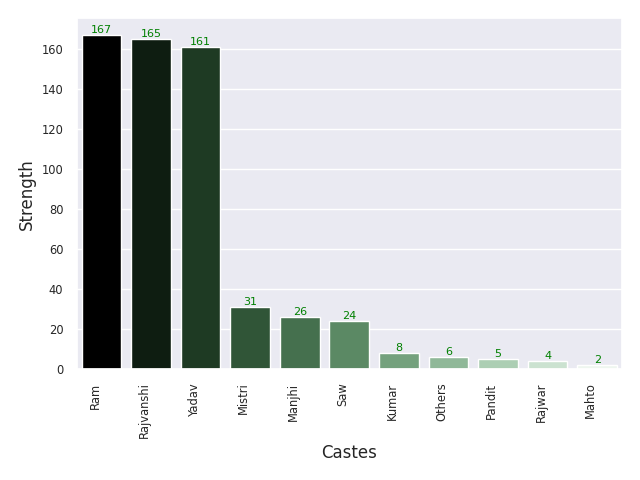 167
165
161
160
140
120
100
80
60
40
20
0
31
26
24
8
6
5
4
2
Strength
Ram
Rajvanshi
Yadav
Mistri
Manjhi
Saw
Kumar
Others
Pandit
Rajwar
Mahto
Castes